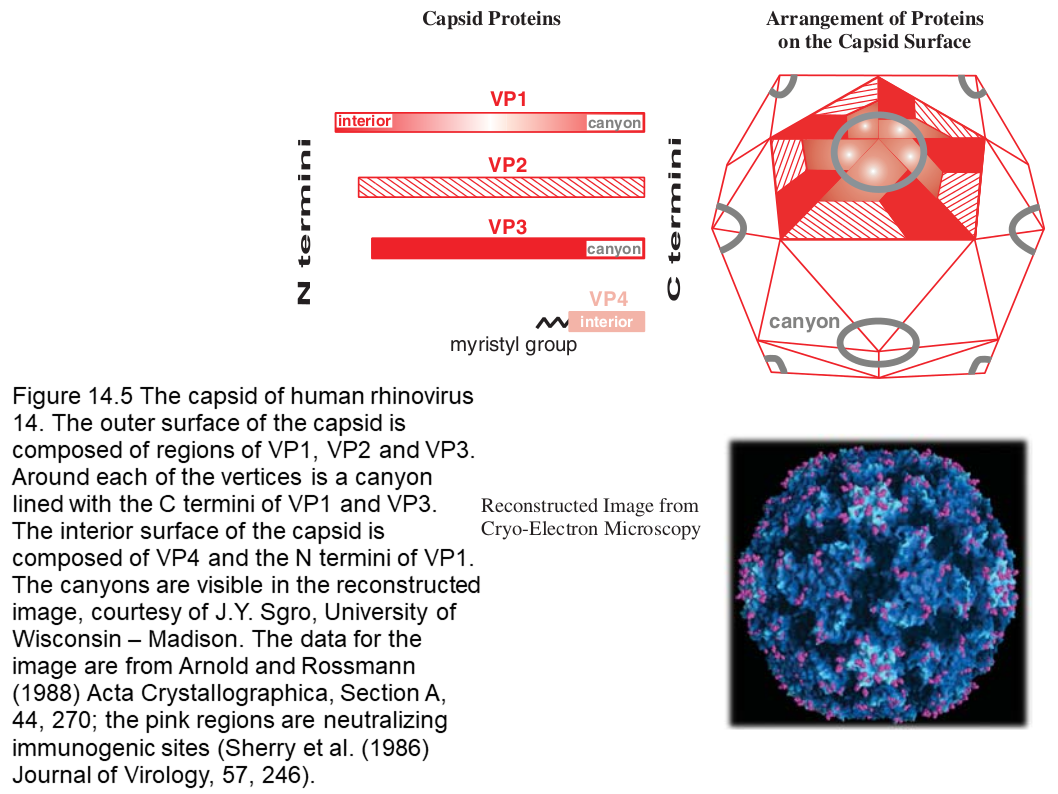 Capsid Proteins
Arrangement of Proteins
on the Capsid Surface
VP1
interior
canyon
VP2
VP3
canyon
VP4
interior
myristyl group
N termini
C termini
canyon
Figure 14.5 The capsid of human rhinovirus
14. The outer surface of the capsid is
composed of regions of VP1, VP2 and VP3.
Around each of the vertices is a canyon
lined with the C termini of VP1 and VP3.
The interior surface of the capsid is
composed of VP4 and the N termini of VP1.
The canyons are visible in the reconstructed
image, courtesy of J.Y. Sgro, University of
Wisconsin – Madison. The data for the
image are from Arnold and Rossmann
(1988) Acta Crystallographica, Section A,
44, 270; the pink regions are neutralizing
immunogenic sites (Sherry et al. (1986)
Journal of Virology, 57, 246).
Reconstructed Image from
Cryo-Electron Microscopy